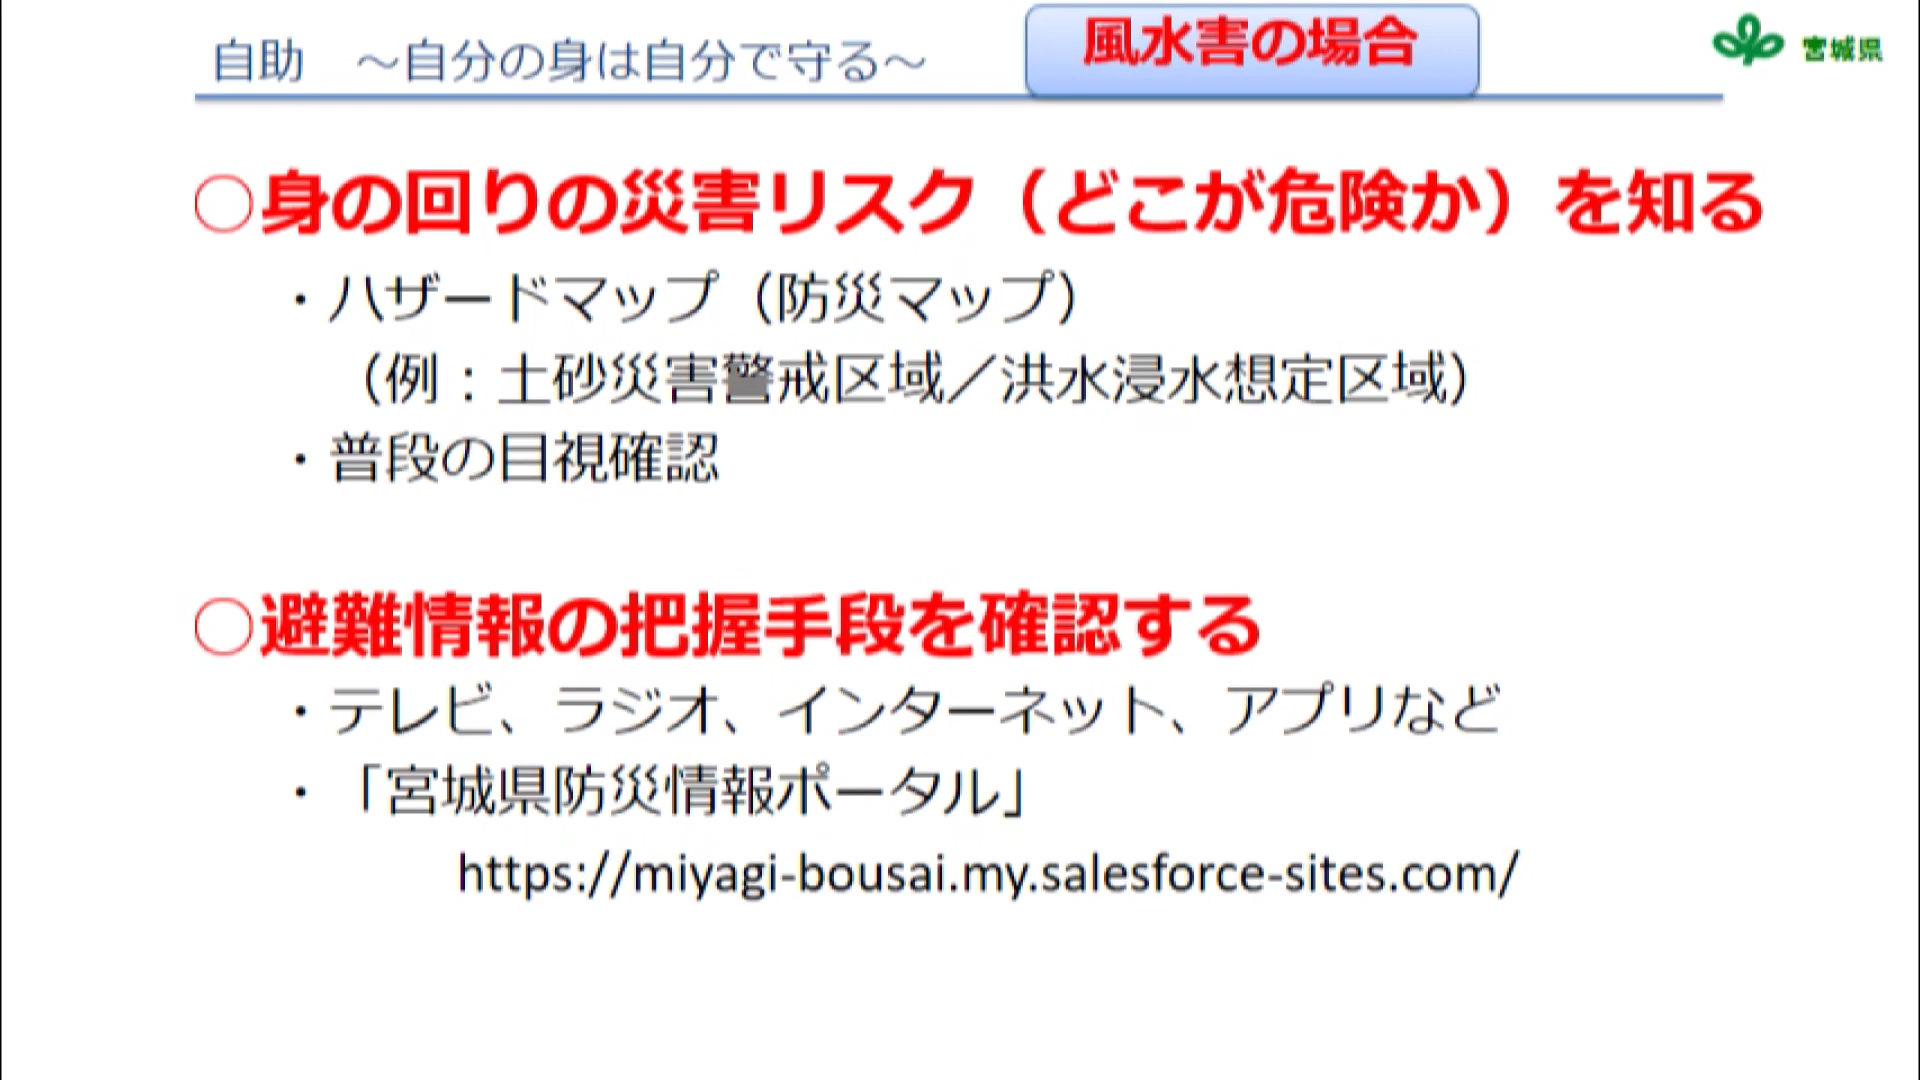 自助　～自分の身は自分で守る～
風水害の場合
宮城県
○身の回りの災害リスク（どこが危険か）を知る
・ハザードマップ（防災マップ）
（例：土砂災害警戒区域／洪水浸水想定区域）
・普段の目視確認
○避難情報の把握手段を確認する
・テレビ、ラジオ、インターネット、アプリなど
・「宮城県防災情報ポータル」
https://miyagi-bousai.my.salesforce-sites.com/